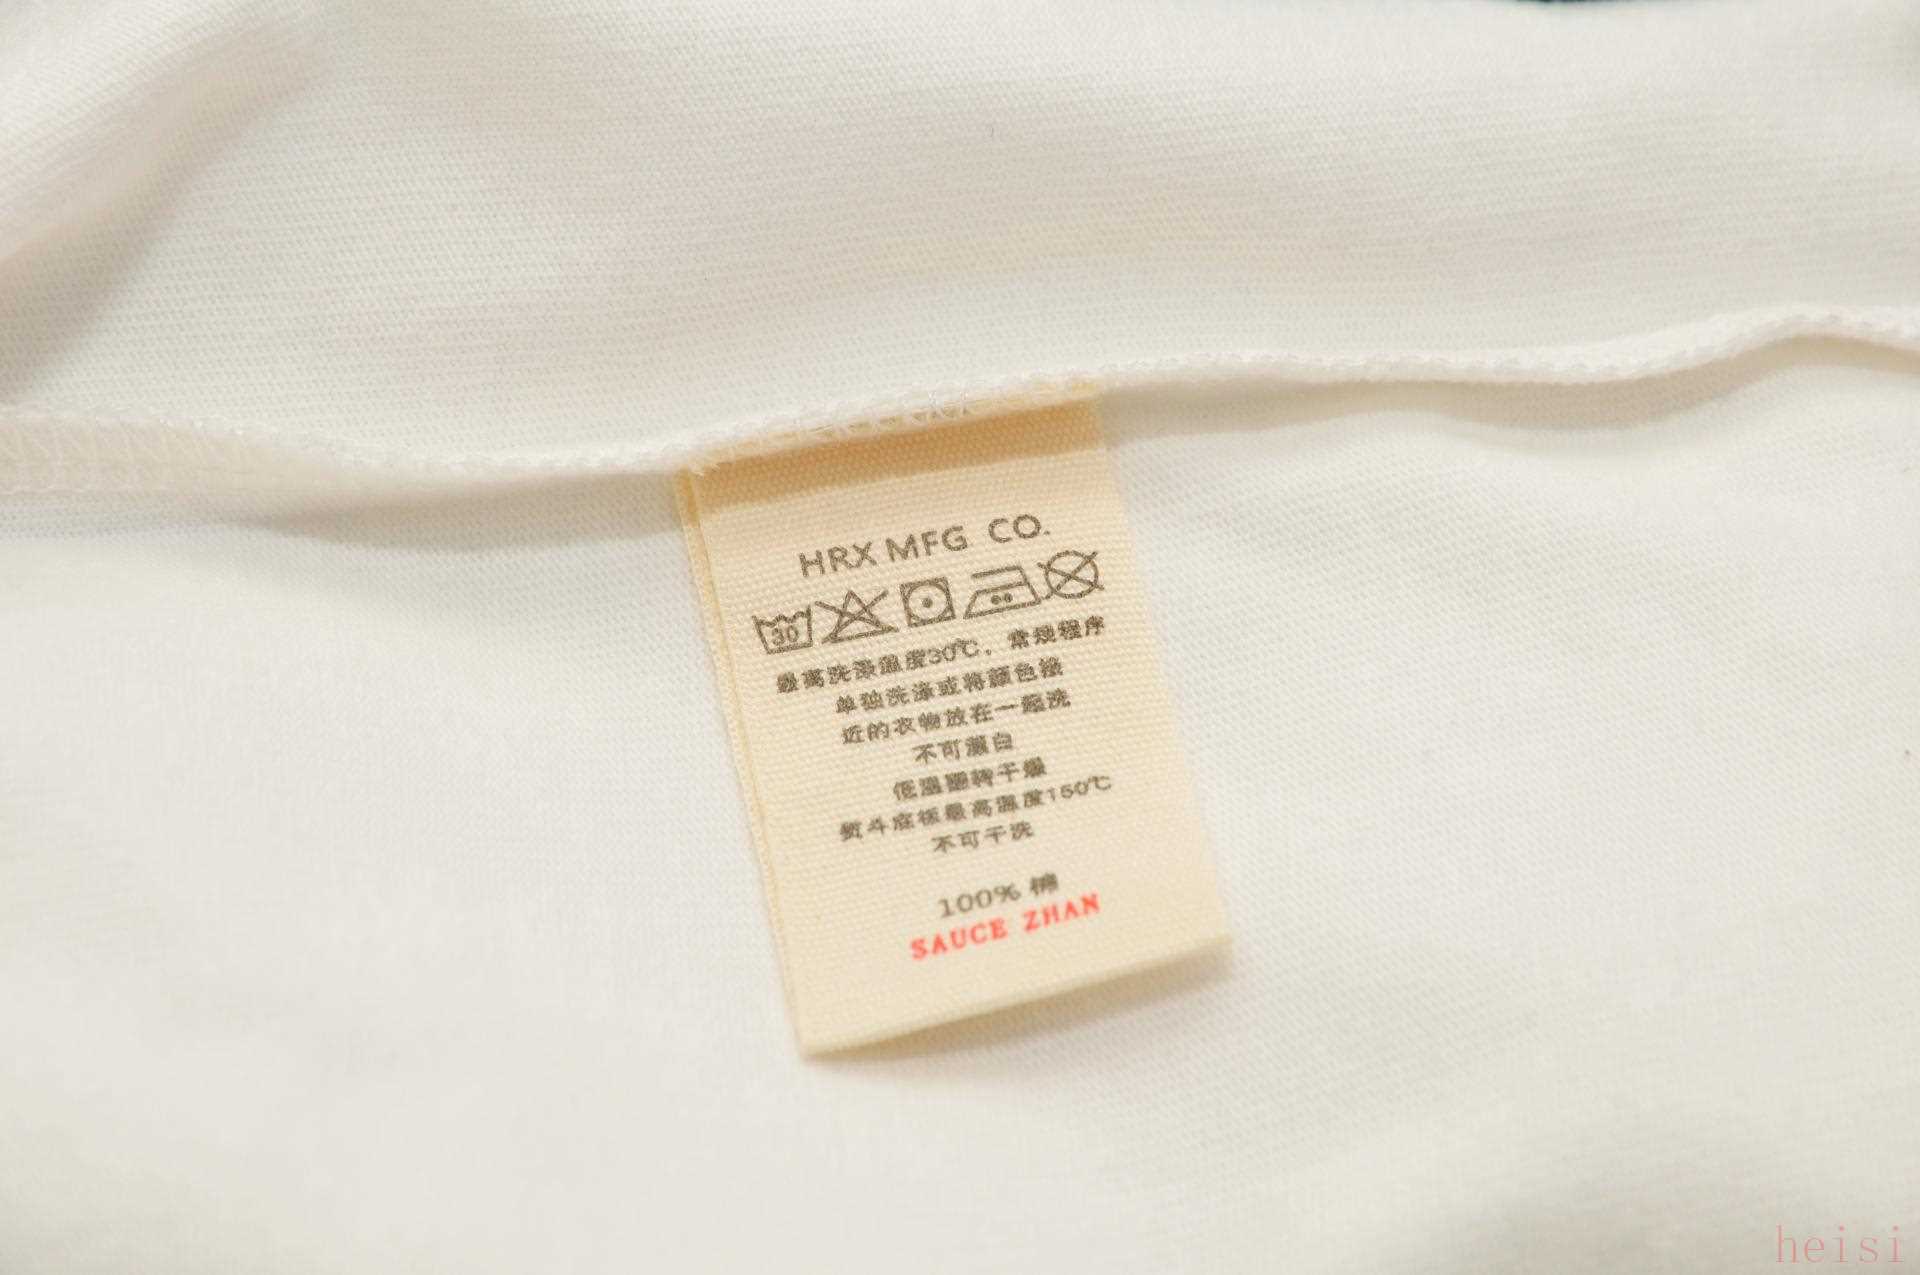 HRX MFG CO.
30
最高洗涤温度30℃，常规程序
单独洗涤或将颜色接
近的衣物放在一起洗
不可漂白
低温翻转干燥
熨斗底板最高温度150℃
不可干洗
100% 棉
SAUCE ZHAN
heisi